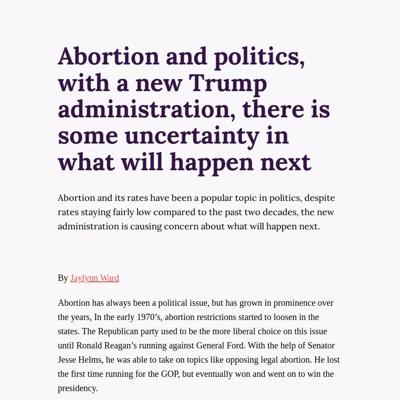 Abortion and politics,
with a new Trump
administration, there is
some uncertainty in
what will happen next
Abortion and its rates have been a popular topic in politics, despite
rates staying fairly low compared to the past two decades, the new
administration is causing concern about what will happen next.
By Jaylynn Ward
Abortion has always been a political issue, but has grown in prominence over
the years, In the early 1970’s, abortion restrictions started to loosen in the
states. The Republican party used to be the more liberal choice on this issue
until Ronald Reagan’s running against General Ford. With the help of Senator
Jesse Helms, he was able to take on topics like opposing legal abortion. He lost
the first time running for the GOP, but eventually won and went on to win the
presidency.